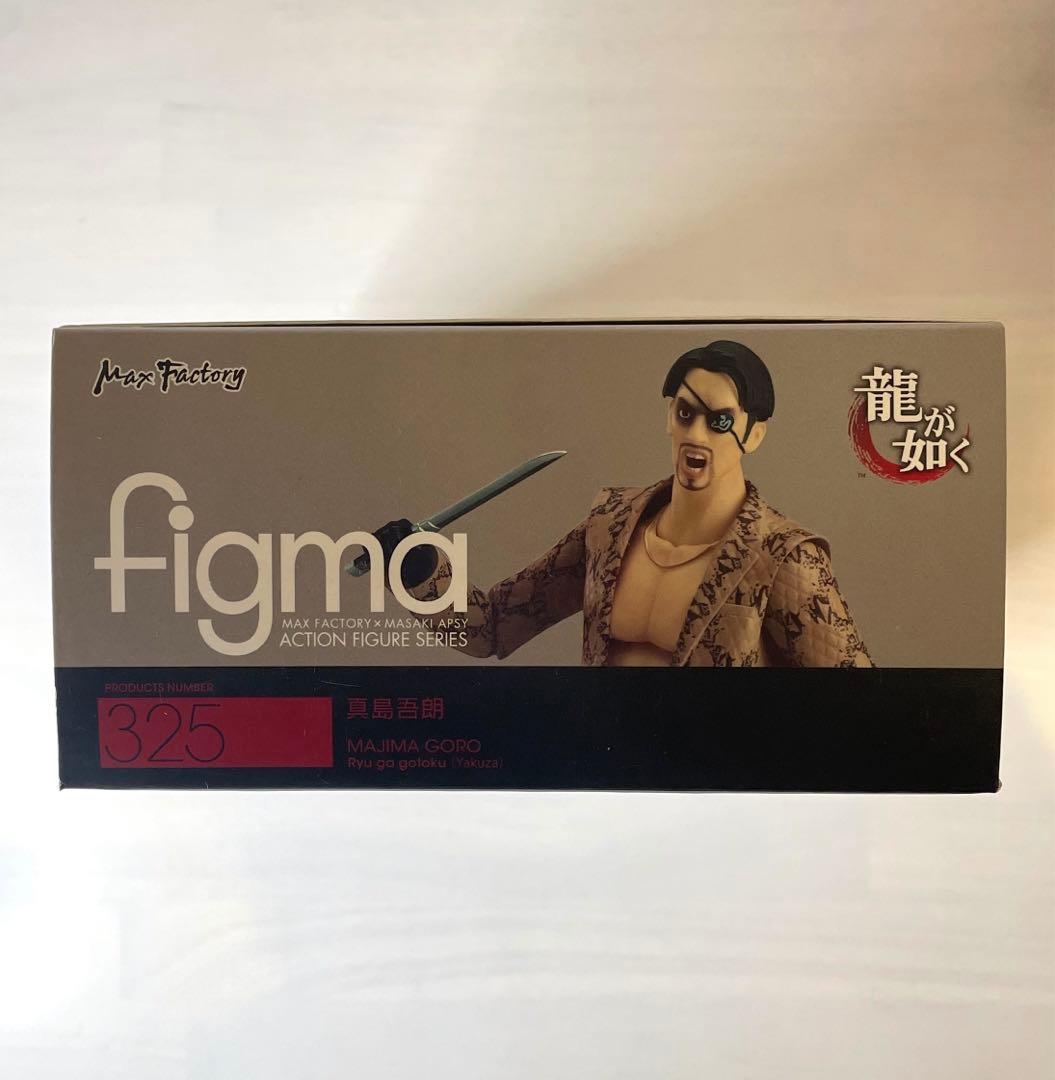 Max Factory
龍が如く
TM
figma
MAX FACTORY×MASAKI APSY
ACTION FIGURE SERIES
PRODUCTS NUMBER
325
真島吾朗
MAJIMA GORO
Ryu ga gotoku (Yakuza)